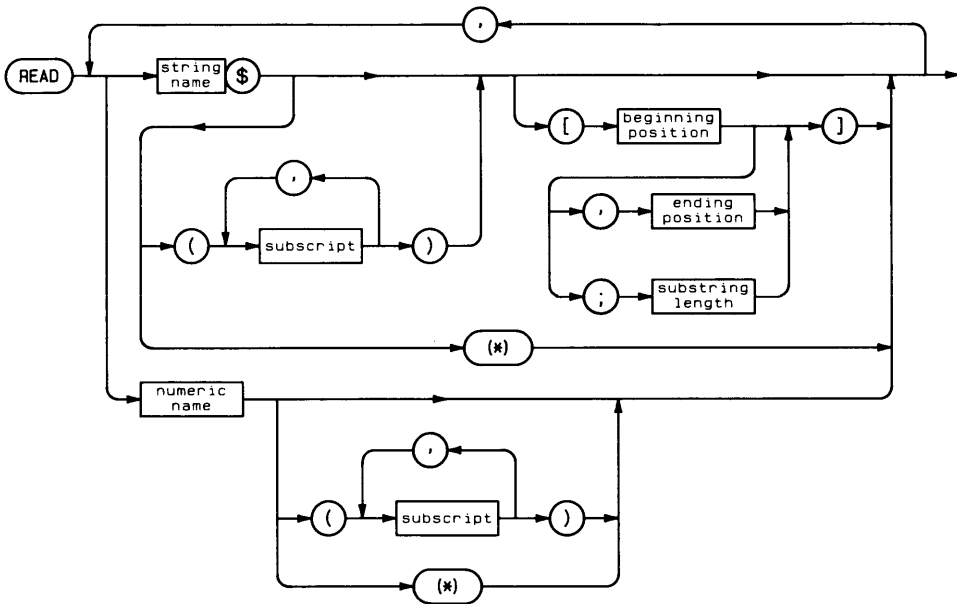 ,
READ
string
name
$
[
beginning
position
]
,
(
subscript
)
,
ending
position
;
substring
length
(*)
numeric
name
,
(
subscript
)
(*)